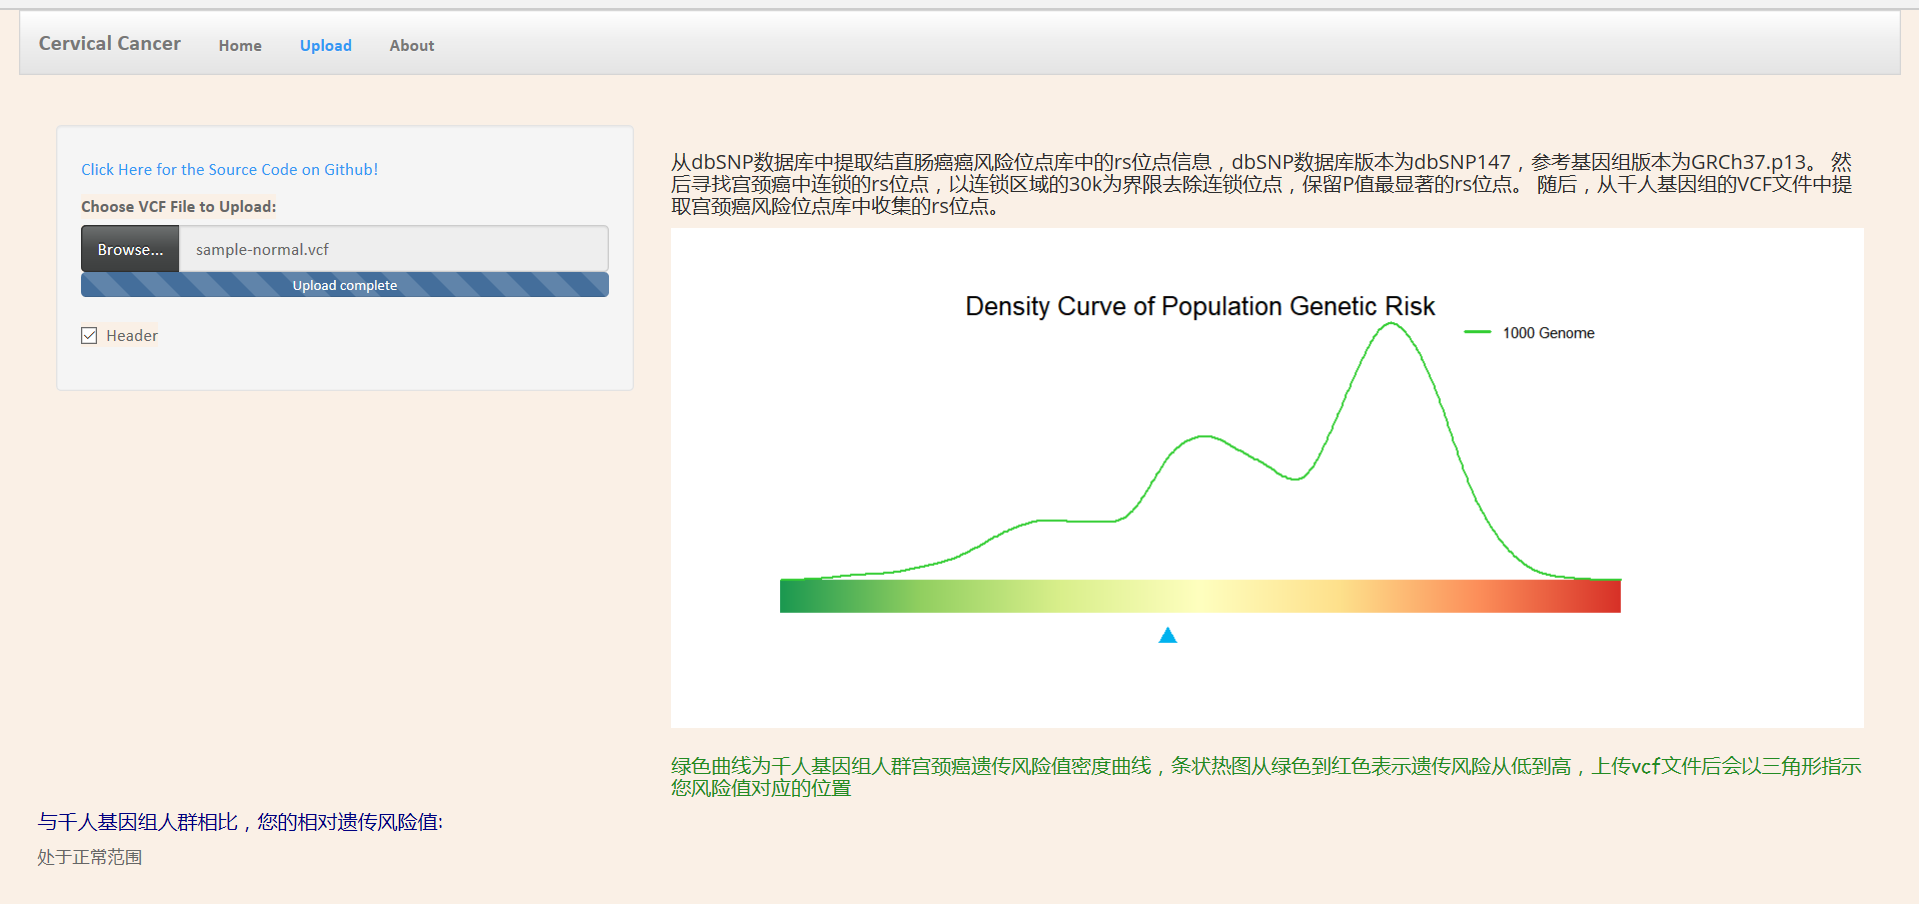 Cervical Cancer Home Upload About
Click Here for the Source Code on Github!
Choose VCF File to Upload:
Browse... sample-normal.vcf
Upload complete
Header
从dbSNP数据库中提取结直肠癌癌风险位点库中的rs位点信息，dbSNP数据库版本为dbSNP147，参考基因组版本为GRCh37.p13。 然
后寻找宫颈癌中连锁的rs位点，以连锁区域的30k为界限去除连锁位点，保留P值最显著的rs位点。 随后，从千人基因组的VCF文件中提
取宫颈癌风险位点库中收集的rs位点。
Density Curve of Population Genetic Risk
1000 Genome
绿色曲线为千人基因组人群宫颈癌遗传风险值密度曲线，条状热图从绿色到红色表示遗传风险从低到高，上传vcf文件后会以三角形指示
您风险值对应的位置
与千人基因组人群相比，您的相对遗传风险值:
处于正常范围